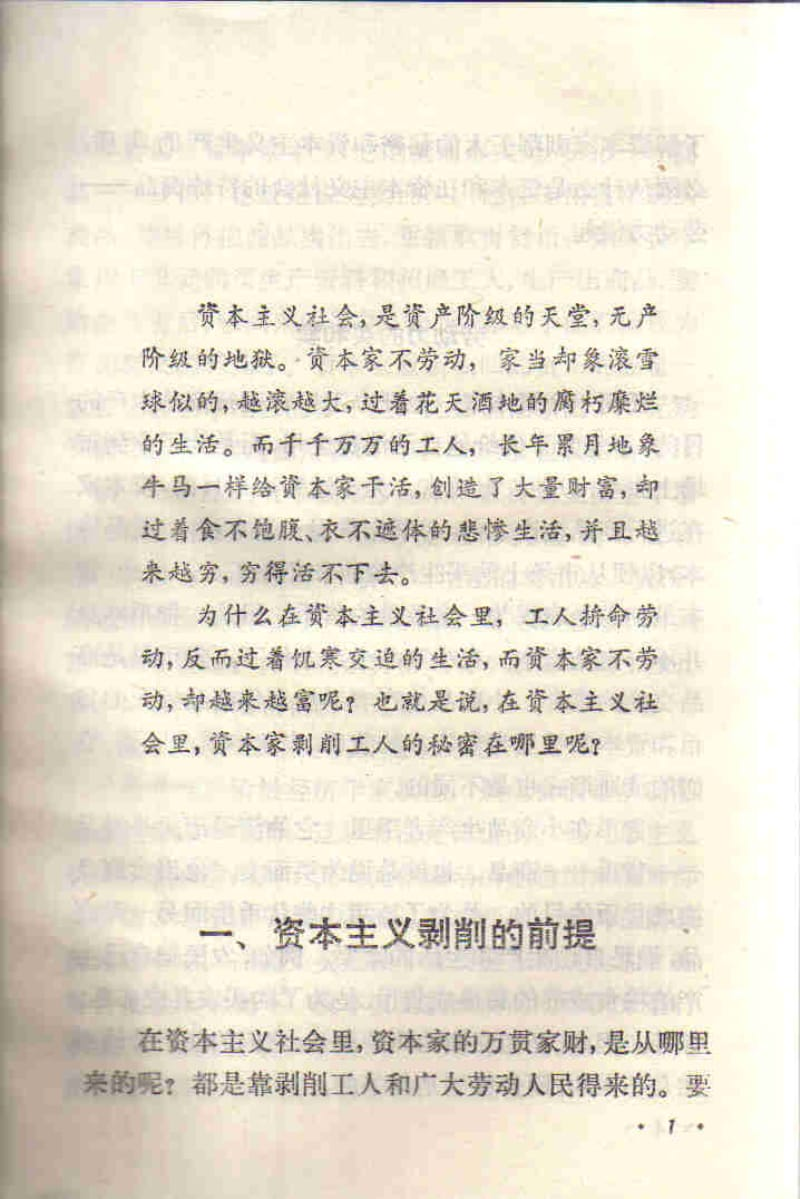 资本主义社会，是资产阶级的天堂，无产
阶级的地狱。资本家不劳动，家当却象滚雪
球似的，越滚越大，过着花天酒地的腐朽糜烂
的生活。而千千万万的工人，长年累月地象
牛马一样给资本家干活，创造了大量财富，却
过着食不饱腹、衣不遮体的悲惨生活，并且越
来越穷，穷得活不下去。
为什么在资本主义社会里，工人拚命劳
动，反而过着饥寒交迫的生活，而资本家不劳
动，却越来越富呢？也就是说，在资本主义社
会里，资本家剥削工人的秘密在哪里呢？
一、资本主义剥削的前提
在资本主义社会里，资本家的万贯家财，是从哪里
来的呢？都是靠剥削工人和广大劳动人民得来的。要
· 1 ·